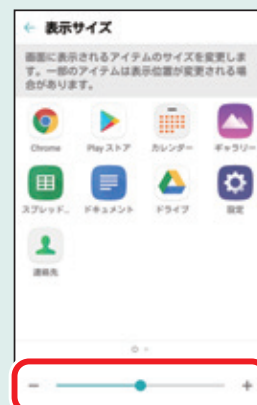 ← 表示サイズ
画面に表示されるアイテムのサイズを変更しま
す。一部のアイテムは表示位置が変更される場
合があります。
Chrome Play ストア カレンダー ギャラリー
スプレッド.. ドキュメント ドライブ 設定
連絡先
− +